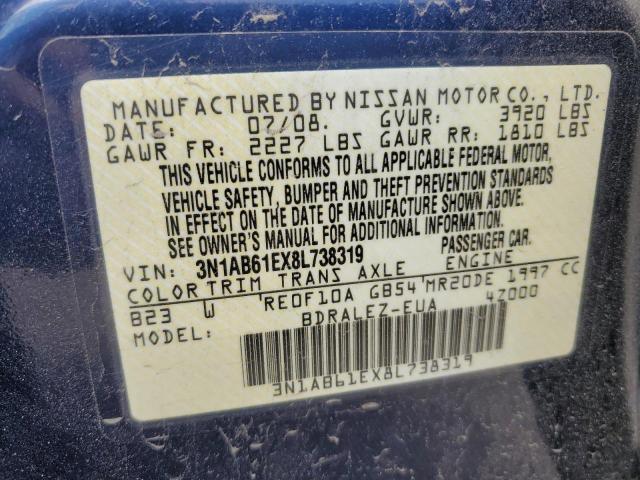 MANUFACTURED BY NISSAN MOTOR CO., LTD.
DATE: 07/08. GVWR: 3920 LBS
GAWR FR: 2227 LBS GAWR RR: 1810 LBS
THIS VEHICLE CONFORMS TO ALL APPLICABLE FEDERAL MOTOR,
VEHICLE SAFETY, BUMPER AND THEFT PREVENTION STANDARDS
IN EFFECT ON THE DATE OF MANUFACTURE SHOWN ABOVE.
SEE OWNER'S MANUAL FOR ADDITIONAL INFORMATION.
VIN: 3N1AB61EX8L738319 PASSENGER CAR.
COLOR TRIM TRANS AXLE ENGINE
B23 W RE0F10A GB54 MR20DE 1997 CC
MODEL: BDRALEZ-EUA 4Z000
3N1AB61EX8L738319